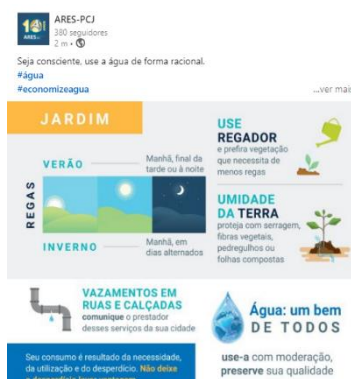 ARES-PCJ
380 seguidores
2 m •
Seja consciente, use a água de forma racional.
#água
#economizeagua
...ver mais
JARDIM
REGAS
VERÃO
Manhã, final da
tarde ou à noite
INVERNO
Manhã, em
dias alternados
USE
REGADOR
e prefira vegetação
que necessita de
menos regas
UMIDADE
DA TERRA
proteja com serragem,
fibras vegetais,
pedregulhos ou
folhas compostas
VAZAMENTOS EM
RUAS E CALÇADAS
comunique o prestador
desses serviços da sua cidade
Água: um bem
DE TODOS
use-a com moderação,
preserve sua qualidade
Seu consumo é resultado da necessidade,
da utilização e do desperdício. Não deixe